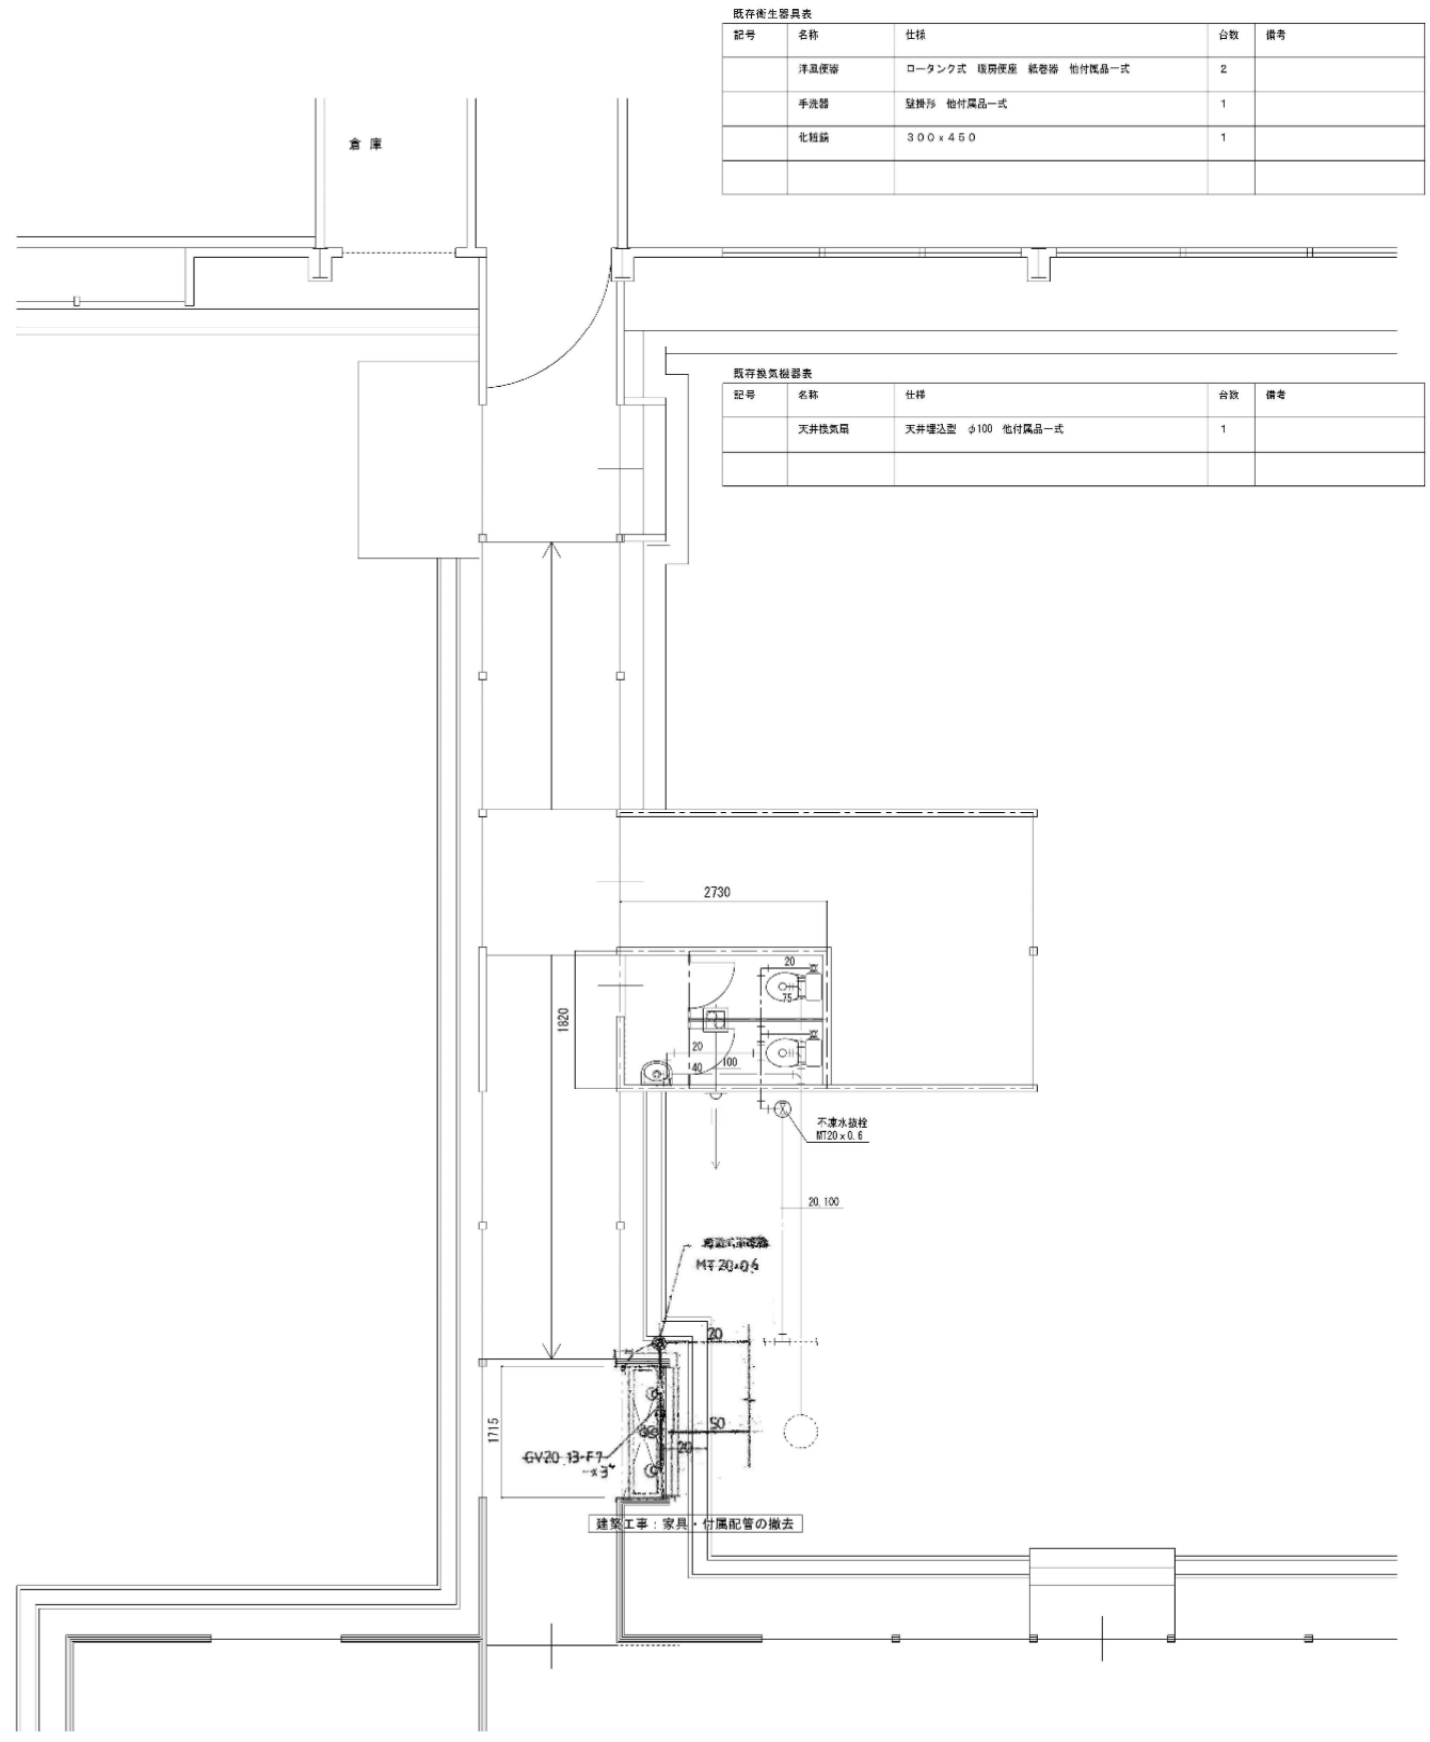 既存衛生器具表
記号 名称 仕様 台数 備考
洋風便器 ロータンク式 暖房便座 紙巻器 他付属品一式 2
手洗器 壁掛形 他付属品一式 1
化粧鏡 300x450 1
倉庫
既存換気機器表
記号 名称 仕様 台数 備考
天井換気扇 天井埋込型 φ100 他付属品一式 1
2730
20
75
1820
20
100
40
不凍水抜栓
MT20x0.6
20,100
MT 20x0.6
20
1715
50
GV20 13-F7
20
x3
建築工事：家具・付属配管の撤去